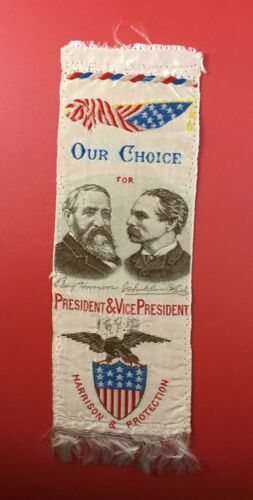 OUR CHOICE
FOR
PRESIDENT & VICE PRESIDENT
HARRISON & PROTECTION